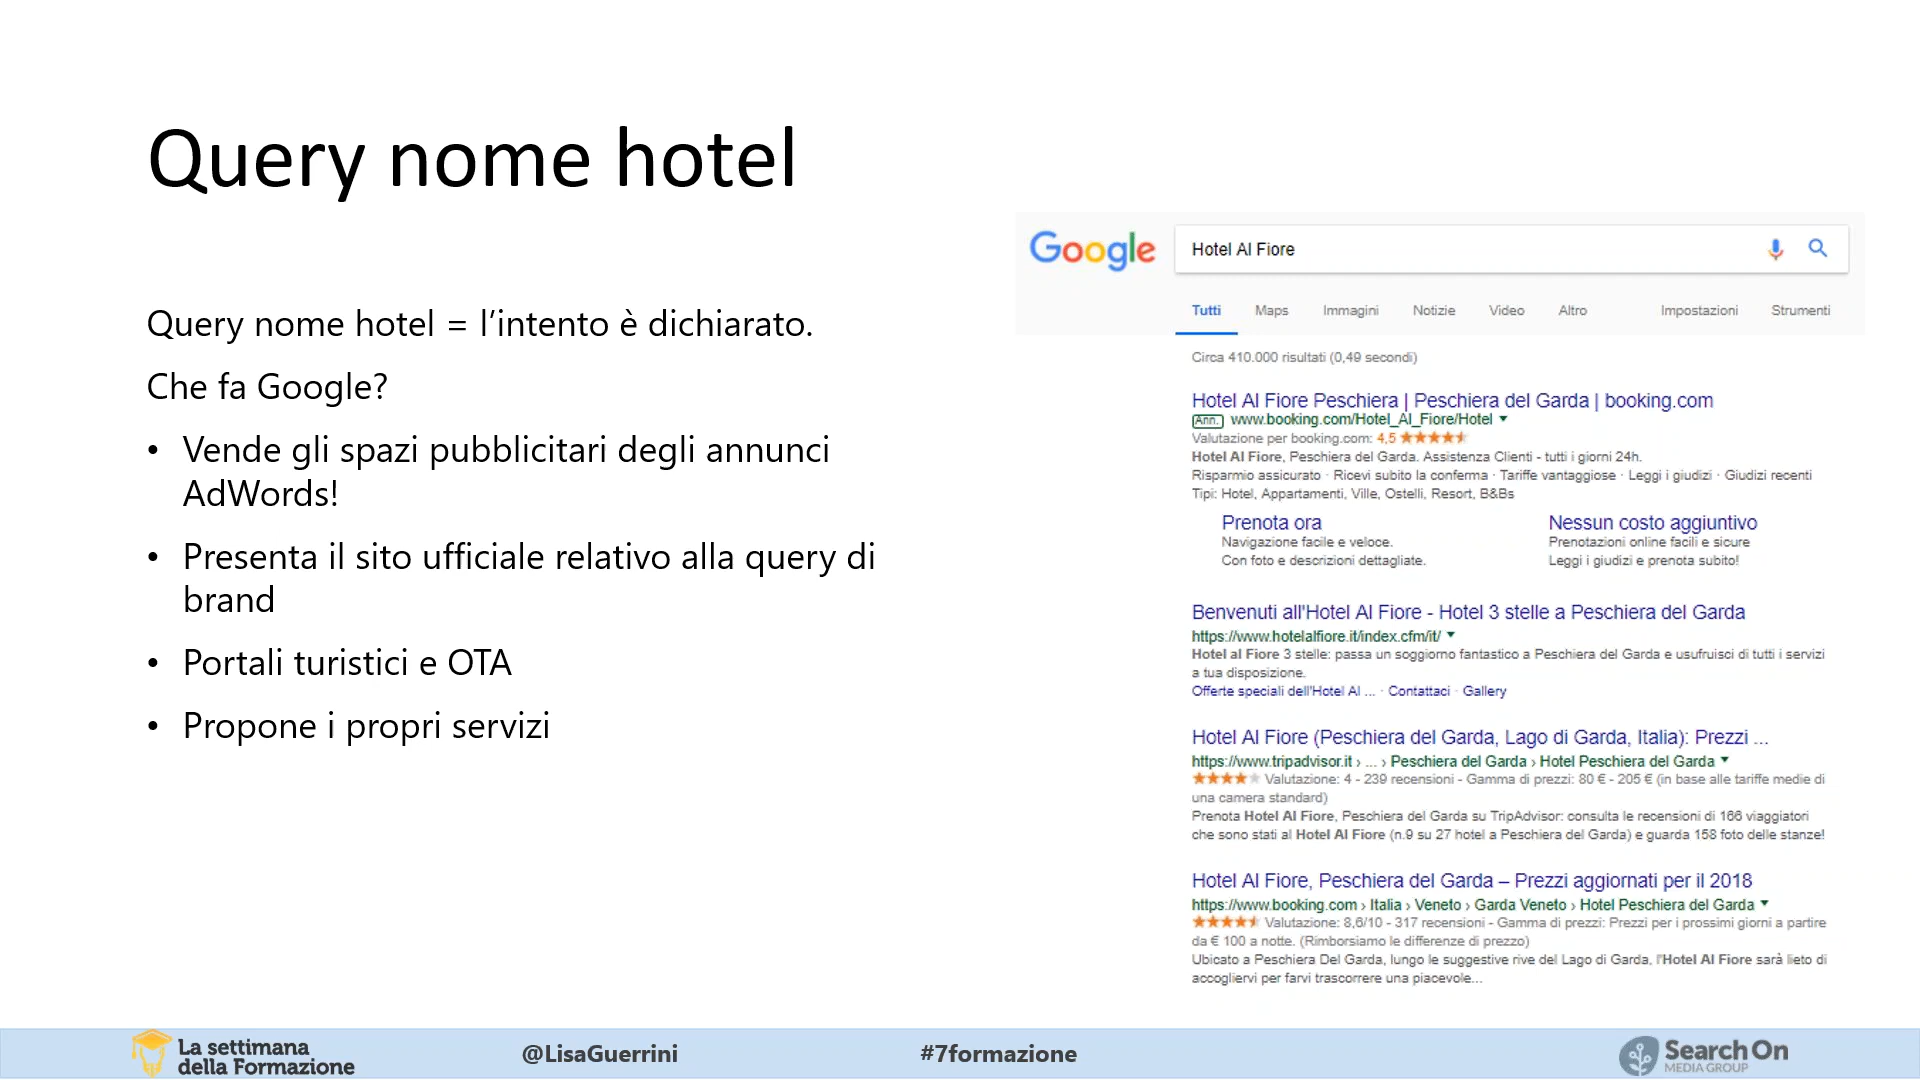 Query nome hotel
Query nome hotel = l’intento è dichiarato.
Che fa Google?
• Vende gli spazi pubblicitari degli annunci
AdWords!
• Presenta il sito ufficiale relativo alla query di
brand
• Portali turistici e OTA
• Propone i propri servizi
Google
Hotel Al Fiore
Tutti Maps Immagini Notizie Video Altro Impostazioni Strumenti
Circa 410.000 risultati (0,49 secondi)
Hotel Al Fiore Peschiera | Peschiera del Garda | booking.com
Ann. www.booking.com/Hotel_Al_Fiore/Hotel
Valutazione per booking.com: 4,5
Hotel Al Fiore, Peschiera del Garda. Assistenza Clienti - tutti i giorni 24h.
Risparmio assicurato · Ricevi subito la conferma · Tariffe vantaggiose · Leggi i giudizi · Giudizi recenti
Tipi: Hotel, Appartamenti, Ville, Ostelli, Resort, B&Bs
Prenota ora
Navigazione facile e veloce.
Con foto e descrizioni dettagliate.
Nessun costo aggiuntivo
Prenotazioni online facili e sicure
Leggi i giudizi e prenota subito!
Benvenuti all'Hotel Al Fiore - Hotel 3 stelle a Peschiera del Garda
https://www.hotelalfiore.it/index.cfm/it/
Hotel al Fiore 3 stelle: passa un soggiorno fantastico a Peschiera del Garda e usufruisci di tutti i servizi
a tua disposizione.
Offerte speciali dell'Hotel Al ... · Contattaci · Gallery
Hotel Al Fiore (Peschiera del Garda, Lago di Garda, Italia): Prezzi ...
https://www.tripadvisor.it › ... › Peschiera del Garda › Hotel Peschiera del Garda
Valutazione: 4 - 239 recensioni - Gamma di prezzi: 80 € - 205 € (in base alle tariffe medie di
una camera standard)
Prenota Hotel Al Fiore, Peschiera del Garda su TripAdvisor: consulta le recensioni di 166 viaggiatori
che sono stati al Hotel Al Fiore (n.9 su 27 hotel a Peschiera del Garda) e guarda 158 foto delle stanze!
Hotel Al Fiore, Peschiera del Garda – Prezzi aggiornati per il 2018
https://www.booking.com › Italia › Veneto › Garda Veneto › Hotel Peschiera del Garda
Valutazione: 8,6/10 - 317 recensioni - Gamma di prezzi: Prezzi per i prossimi giorni a partire
da € 100 a notte. (Rimborsiamo le differenze di prezzo)
Ubicato a Peschiera Del Garda, lungo le suggestive rive del Lago di Garda, l'Hotel Al Fiore sarà lieto di
accogliervi per farvi trascorrere una piacevole...
La settimana
della Formazione
@LisaGuerrini
#7formazione
Search On
MEDIA GROUP